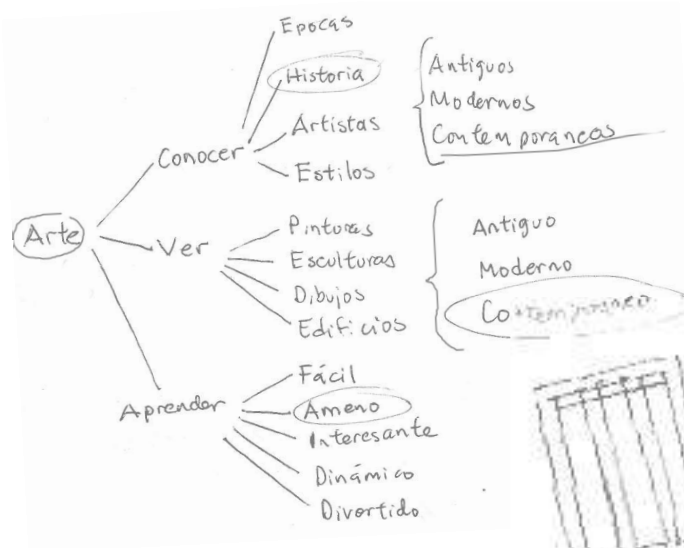 Epocas
Historia
Artistas
Estilos
Antiguos
Modernos
Contemporaneos
Conocer
Arte
Ver
Pinturas
Esculturas
Dibujos
Edificios
Antiguo
Moderno
Contemporaneo
Aprender
Fácil
Ameno
Interesante
Dinámico
Divertido